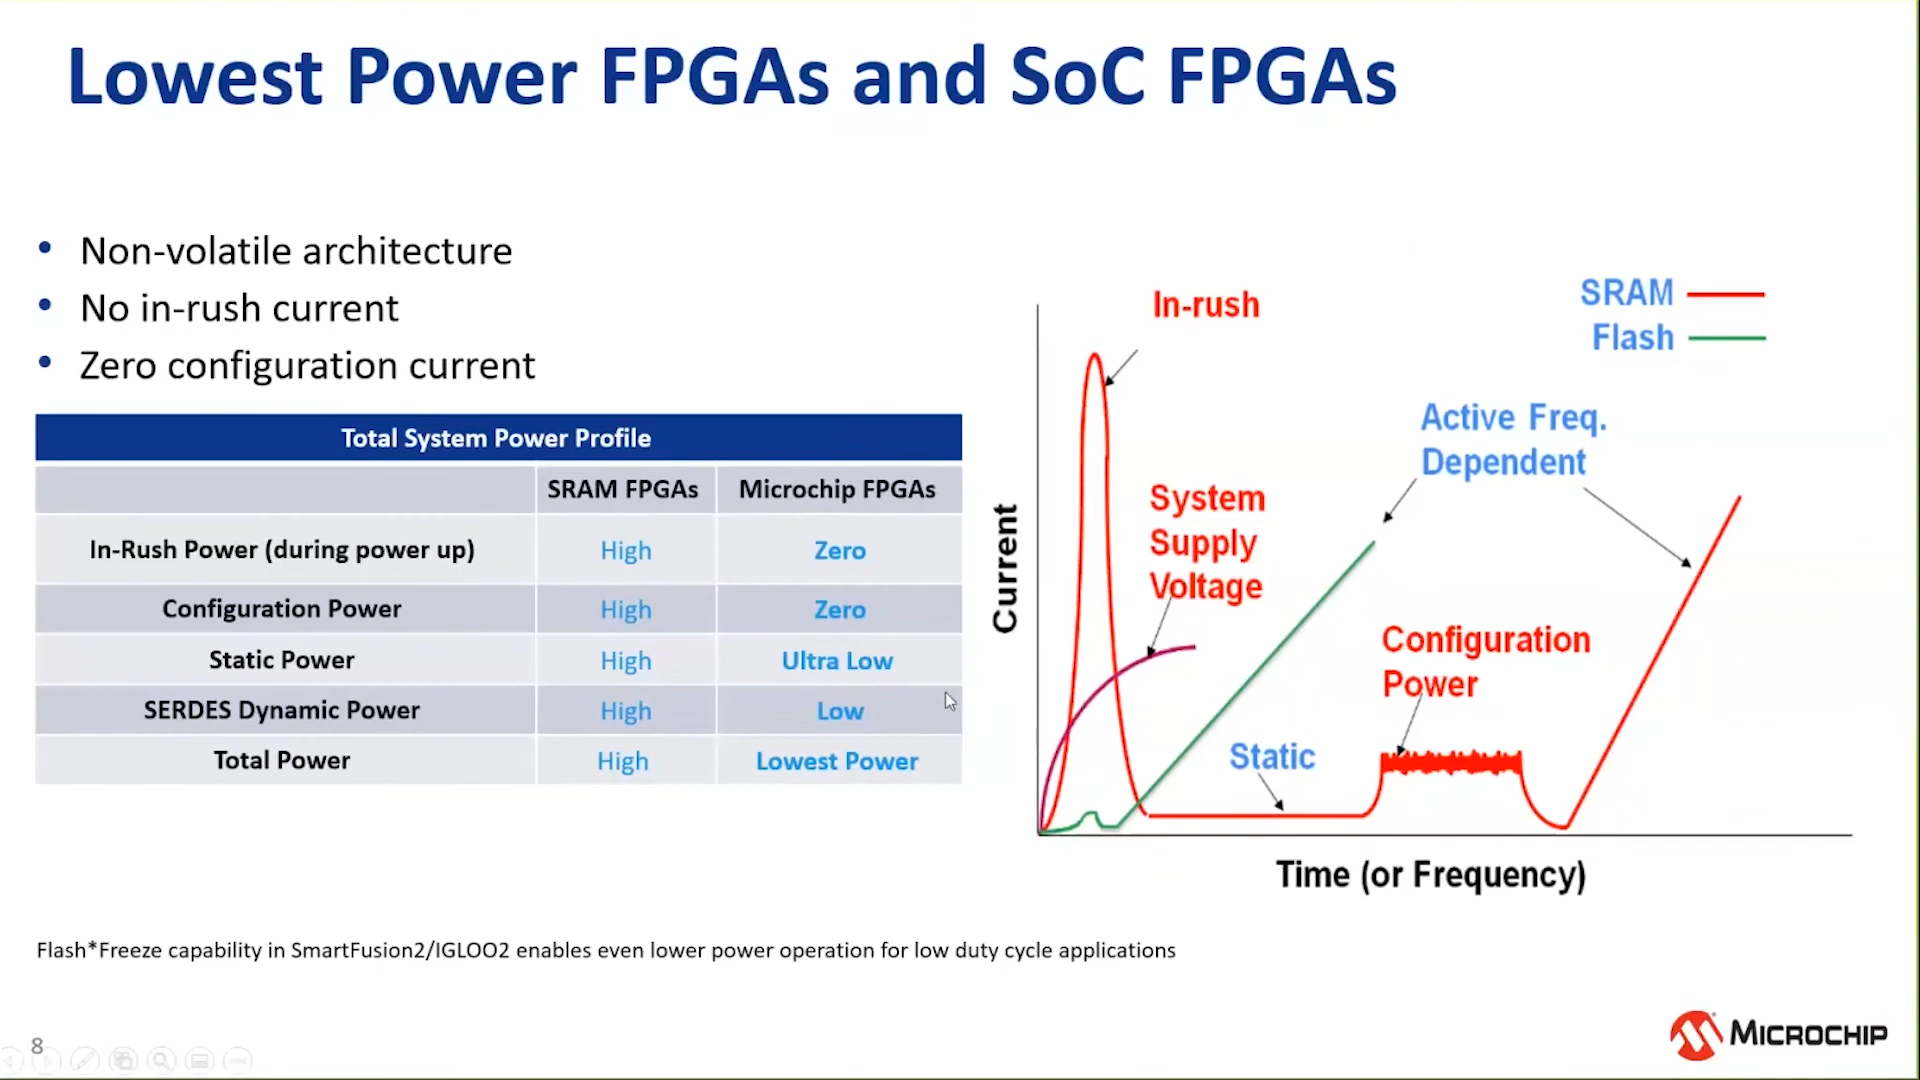 Lowest Power FPGAs and SoC FPGAs
• Non-volatile architecture
• No in-rush current
• Zero configuration current
Total System Power Profile
SRAM FPGAs Microchip FPGAs
In-Rush Power (during power up) High Zero
Configuration Power High Zero
Static Power High Ultra Low
SERDES Dynamic Power High Low
Total Power High Lowest Power
In-rush
SRAM
Flash
Active Freq.
Dependent
System
Supply
Voltage
Current
Configuration
Power
Static
Time (or Frequency)
Flash*Freeze capability in SmartFusion2/IGLOO2 enables even lower power operation for low duty cycle applications
8
MICROCHIP